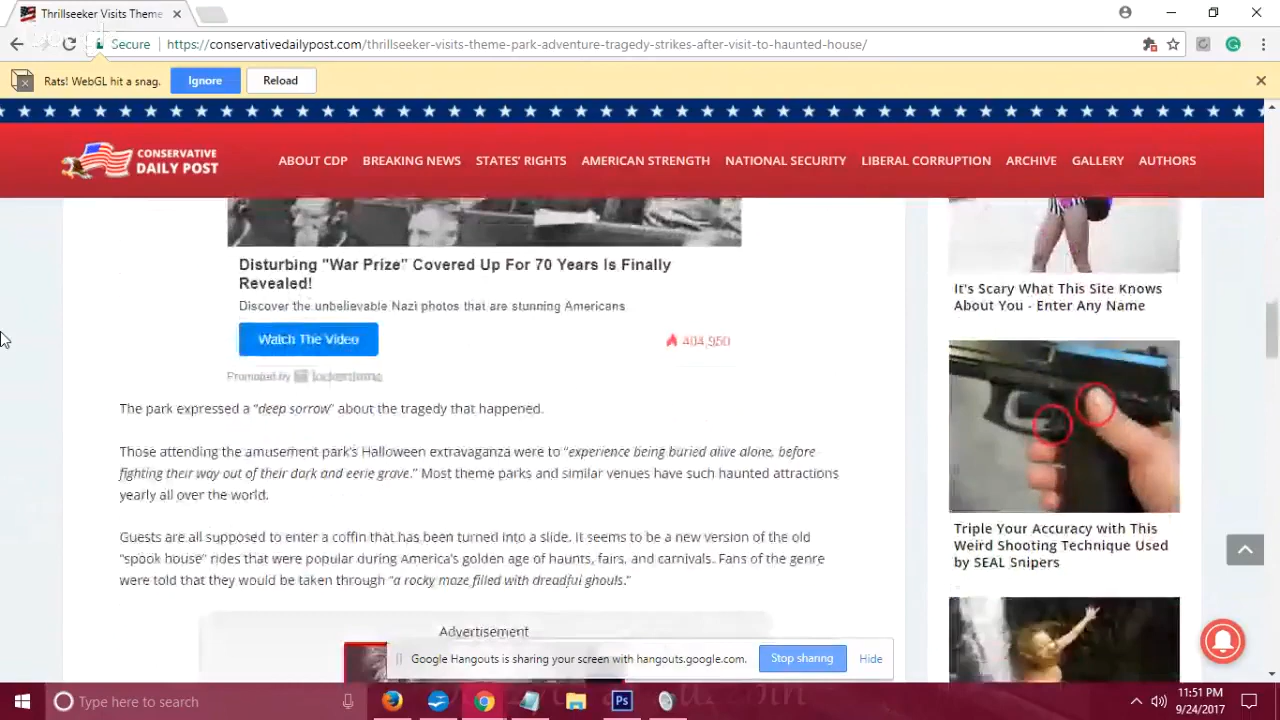 Thrillseeker Visits Theme
Secure
https://conservativedailypost.com/thrillseeker-visits-theme-park-adventure-tragedy-strikes-after-visit-to-haunted-house/
Rats! WebGL hit a snag.
Ignore
Reload
CONSERVATIVE
DAILY POST
ABOUT CDP
BREAKING NEWS
STATES' RIGHTS
AMERICAN STRENGTH
NATIONAL SECURITY
LIBERAL CORRUPTION
ARCHIVE
GALLERY
AUTHORS
Disturbing "War Prize" Covered Up For 70 Years Is Finally
Revealed!
Discover the unbelievable Nazi photos that are stunning Americans
Watch The Video
404,950
Promoted by
The park expressed a “deep sorrow” about the tragedy that happened.
Those attending the amusement park’s Halloween extravaganza were to “experience being buried alive alone, before
fighting their way out of their dark and eerie grave.” Most theme parks and similar venues have such haunted attractions
yearly all over the world.
Guests are all supposed to enter a coffin that has been turned into a slide. It seems to be a new version of the old
“spook house” rides that were popular during America’s golden age of haunts, fairs, and carnivals. Fans of the genre
were told that they would be taken through “a rocky maze filled with dreadful ghouls.”
Advertisement
It's Scary What This Site Knows
About You - Enter Any Name
Triple Your Accuracy with This
Weird Shooting Technique Used
by SEAL Snipers
Google Hangouts is sharing your screen with hangouts.google.com.
Stop sharing
Hide
Type here to search
11:51 PM
9/24/2017